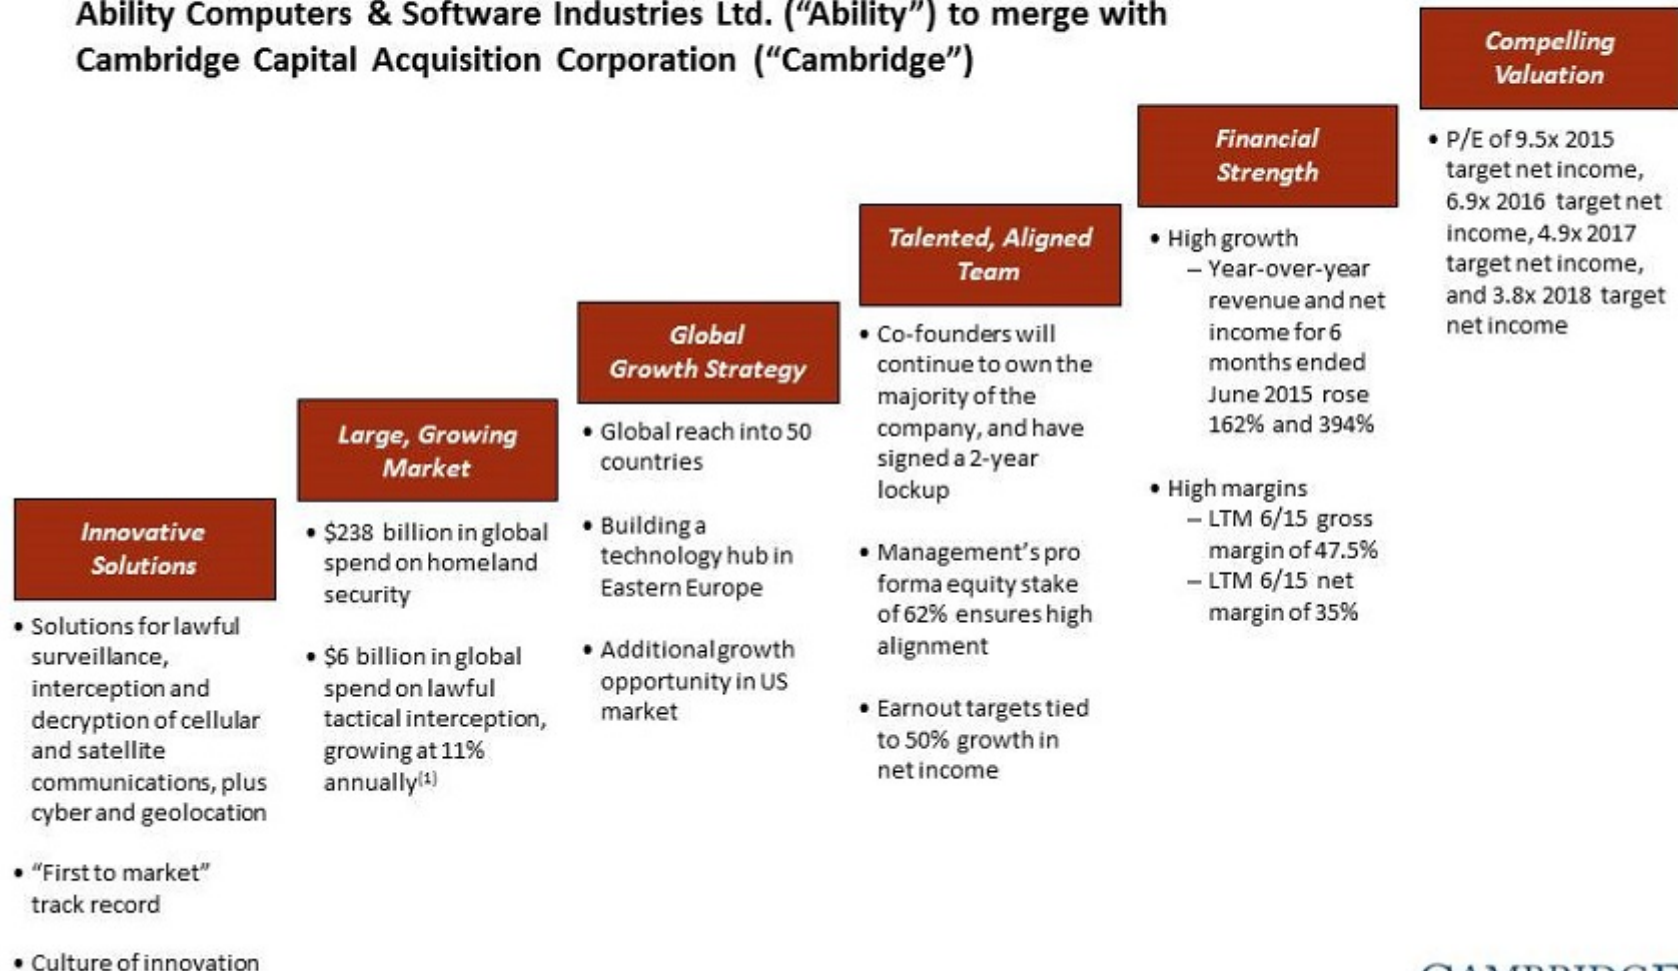 Ability Computers & Software Industries Ltd. (“Ability”) to merge with
Cambridge Capital Acquisition Corporation (“Cambridge”)
Innovative
Solutions
• Solutions for lawful
surveillance,
interception and
decryption of cellular
and satellite
communications, plus
cyber and geolocation
• “First to market”
track record
• Culture of innovation
Large, Growing
Market
• $238 billion in global
spend on homeland
security
• $6 billion in global
spend on lawful
tactical interception,
growing at 11%
annually(1)
Global
Growth Strategy
• Global reach into 50
countries
• Building a
technology hub in
Eastern Europe
• Additional growth
opportunity in US
market
Talented, Aligned
Team
• Co-founders will
continue to own the
majority of the
company, and have
signed a 2-year
lockup
• Management’s pro
forma equity stake
of 62% ensures high
alignment
• Earnout targets tied
to 50% growth in
net income
Financial
Strength
• High growth
– Year-over-year
revenue and net
income for 6
months ended
June 2015 rose
162% and 394%
• High margins
– LTM 6/15 gross
margin of 47.5%
– LTM 6/15 net
margin of 35%
Compelling
Valuation
• P/E of 9.5x 2015
target net income,
6.9x 2016 target net
income, 4.9x 2017
target net income,
and 3.8x 2018 target
net income
CAMBRIDGE